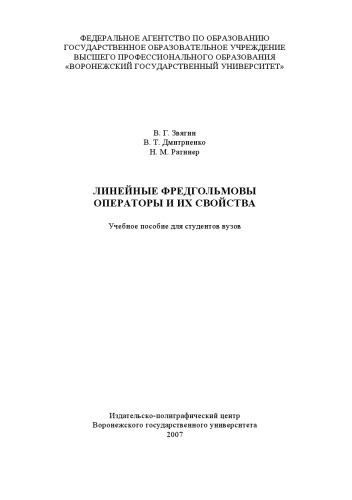 ФЕДЕРАЛЬНОЕ АГЕНТСТВО ПО ОБРАЗОВАНИЮ
ГОСУДАРСТВЕННОЕ ОБРАЗОВАТЕЛЬНОЕ УЧРЕЖДЕНИЕ
ВЫСШЕГО ПРОФЕССИОНАЛЬНОГО ОБРАЗОВАНИЯ
«ВОРОНЕЖСКИЙ ГОСУДАРСТВЕННЫЙ УНИВЕРСИТЕТ»
В. Г. Звягин
В. Т. Дмитриенко
Н. М. Ратинер
ЛИНЕЙНЫЕ ФРЕДГОЛЬМОВЫ
ОПЕРАТОРЫ И ИХ СВОЙСТВА
Учебное пособие для студентов вузов
Издательско-полиграфический центр
Воронежского государственного университета
2007